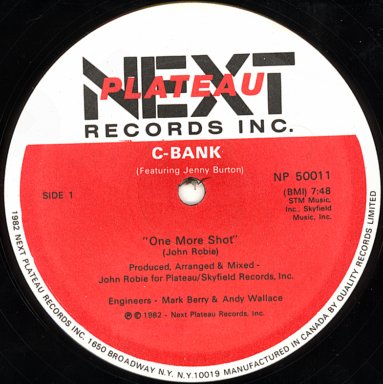 NEXT
PLATEAU
RECORDS INC.
C-BANK
(Featuring Jenny Burton)
SIDE 1
NP 50011
(BMI) 7:48
STM Music,
Inc., Skyfield
Music, Inc.
"One More Shot"
(John Robie)
Produced, Arranged & Mixed -
John Robie for Plateau/Skyfield Records, Inc.
Engineers - Mark Berry & Andy Wallace
℗ © 1982 - Next Plateau Records, Inc.
1982 NEXT PLATEAU RECORDS INC. 1650 BROADWAY N.Y. N.Y.10019 MANUFACTURED IN CANADA BY QUALITY RECORDS LIMITED